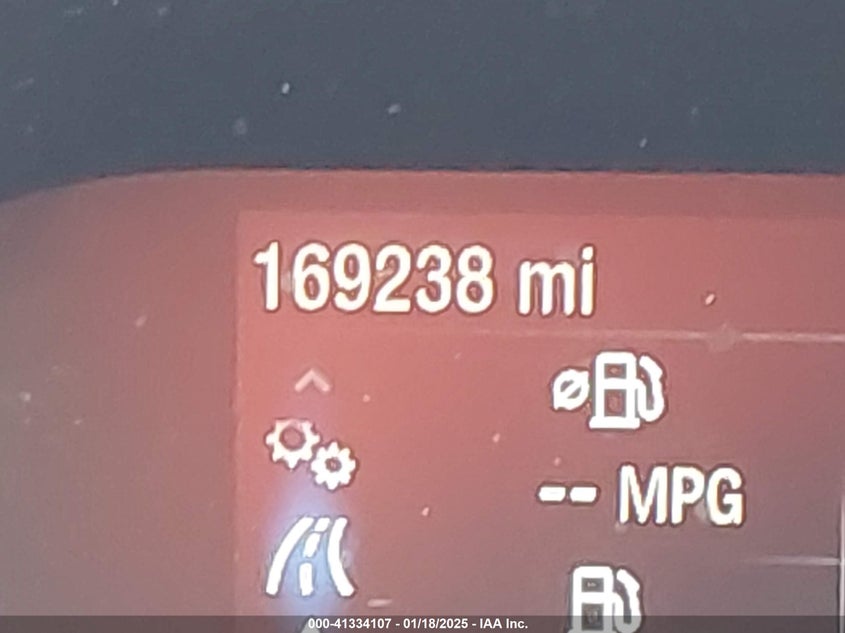 169238 mi
-- MPG
000-41334107 - 01/18/2025 - IAA Inc.